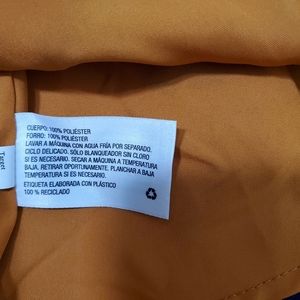 CUERPO: 100% POLIÉSTER
FORRO: 100% POLIÉSTER
LAVAR A MÁQUINA CON AGUA FRÍA POR SEPARADO.
CICLO DELICADO. SÓLO BLANQUEADOR SIN CLORO
SI ES NECESARIO. SECAR A MÁQUINA A TEMPERATURA
BAJA. RETIRAR OPORTUNAMENTE. PLANCHAR A BAJA
TEMPERATURA SI ES NECESARIO.
ETIQUETA ELABORADA CON PLÁSTICO
100 % RECICLADO